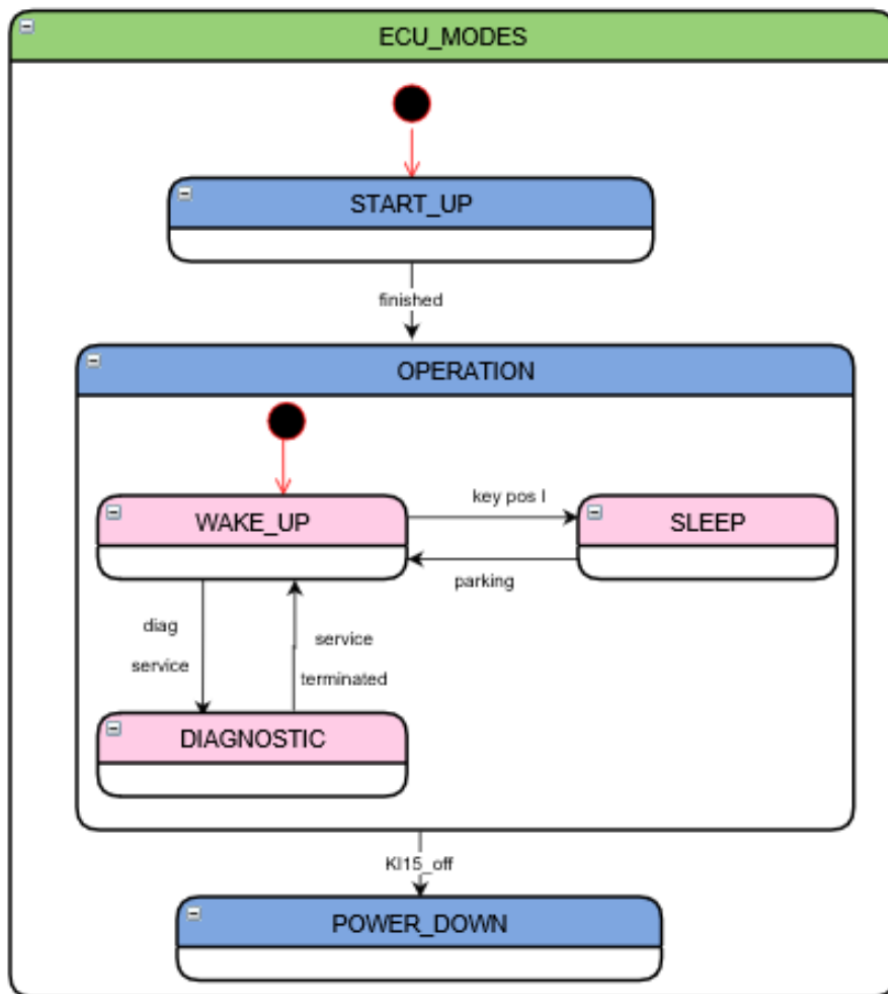 ECU_MODES
START_UP
finished
OPERATION
WAKE_UP
key pos I
SLEEP
parking
diag
service
service
terminated
DIAGNOSTIC
Kl15_off
POWER_DOWN